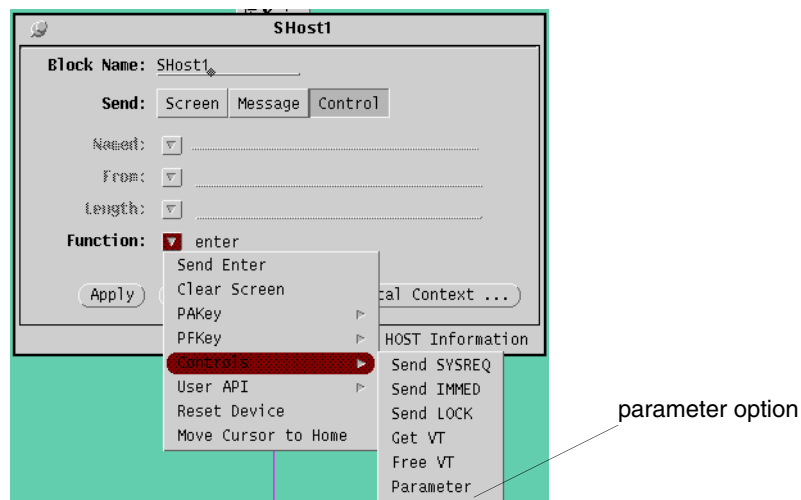 SHost1
Block Name: SHost1
Send: Screen Message Control
Named:
From:
Length:
Function: enter
Send Enter
Clear Screen
Apply
cal Context ...)
PAKey
PFKey
HOST Information
Controls
Send SYSREQ
User API
Send IMMED
Reset Device
Send LOCK
Move Cursor to Home
Get VT
Free VT
Parameter
parameter option